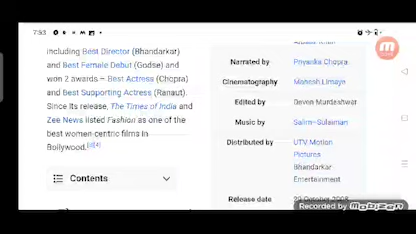 7:53
including Best Director (Bhandarkar)
and Best Female Debut (Godse) and
won 2 awards – Best Actress (Chopra)
and Best Supporting Actress (Ranaut).
Since its release, The Times of India and
Zee News listed Fashion as one of the
best women-centric films in
Bollywood.[3][4]
Contents
Narrated by Priyanka Chopra
Cinematography Mahesh Limaye
Edited by Deven Murdeshwar
Music by Salim–Sulaiman
Distributed by UTV Motion
Pictures
Bhandarkar
Entertainment
Release date
Recorded by MOBIZEN